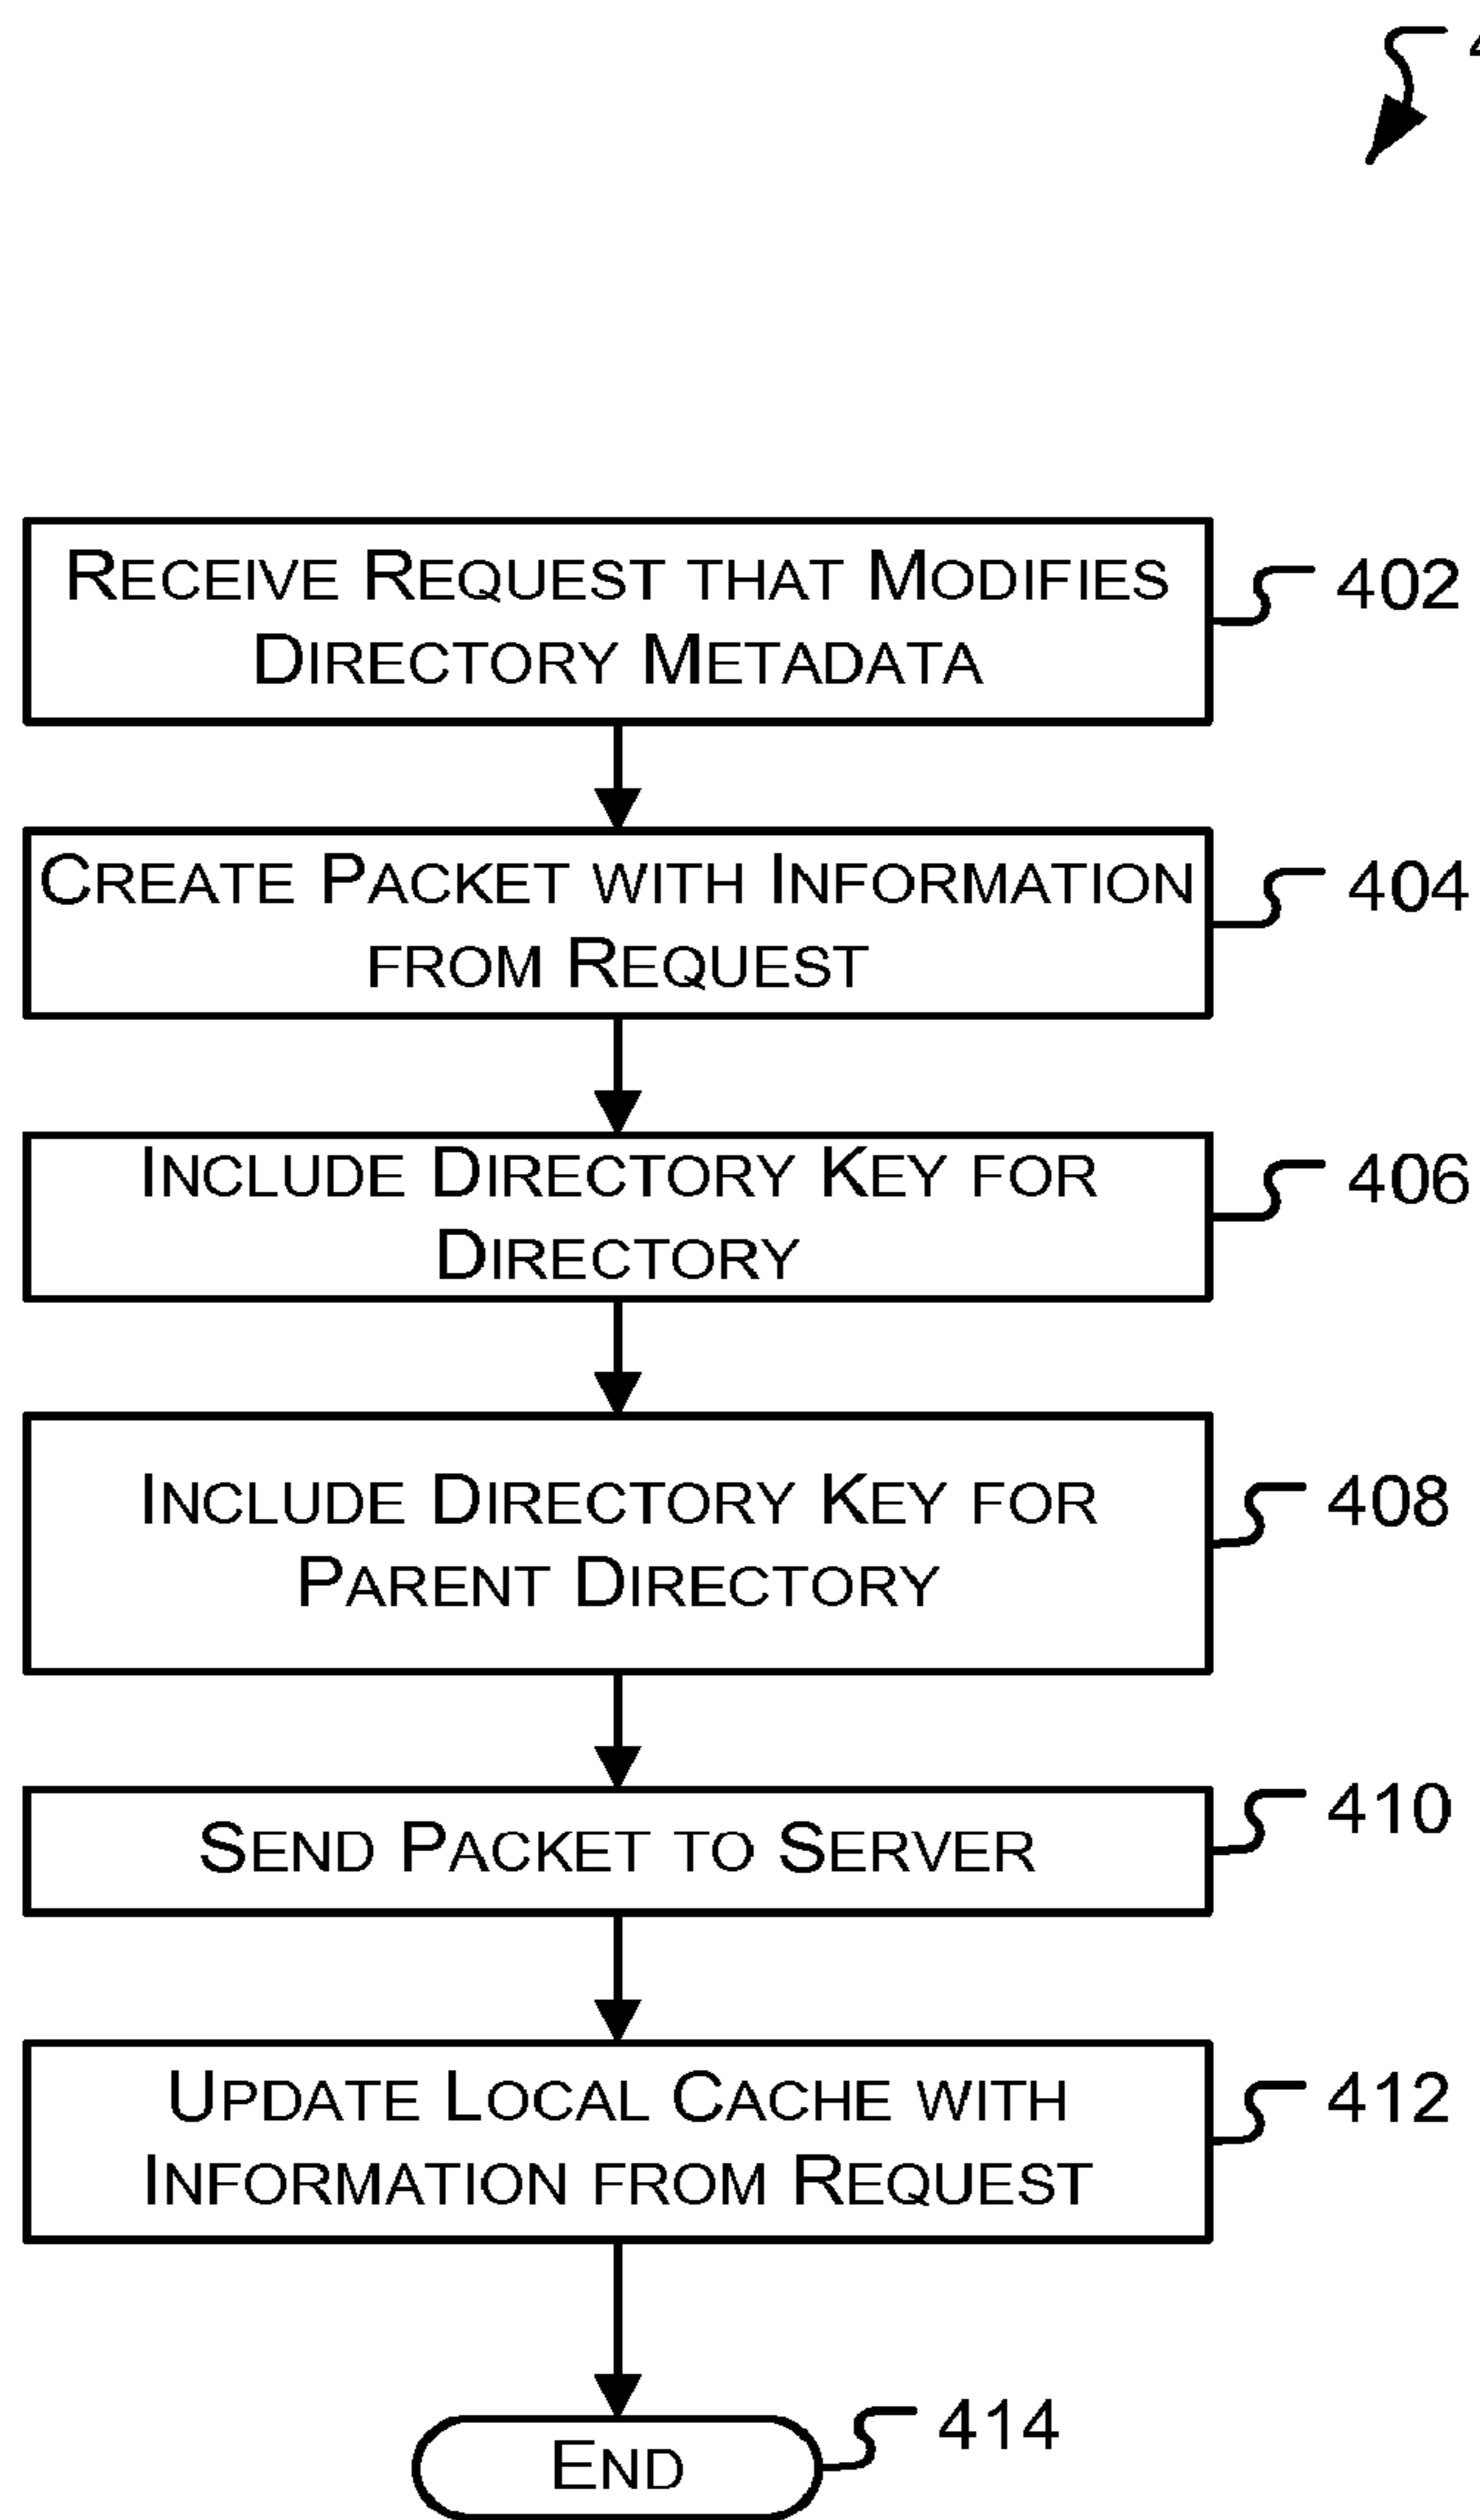 RECEIVE REQUEST THAT MODIFIES
DIRECTORY METADATA
402
CREATE PACKET WITH INFORMATION
FROM REQUEST
404
INCLUDE DIRECTORY KEY FOR
DIRECTORY
406
INCLUDE DIRECTORY KEY FOR
PARENT DIRECTORY
408
SEND PACKET TO SERVER
410
UPDATE LOCAL CACHE WITH
INFORMATION FROM REQUEST
412
END
414